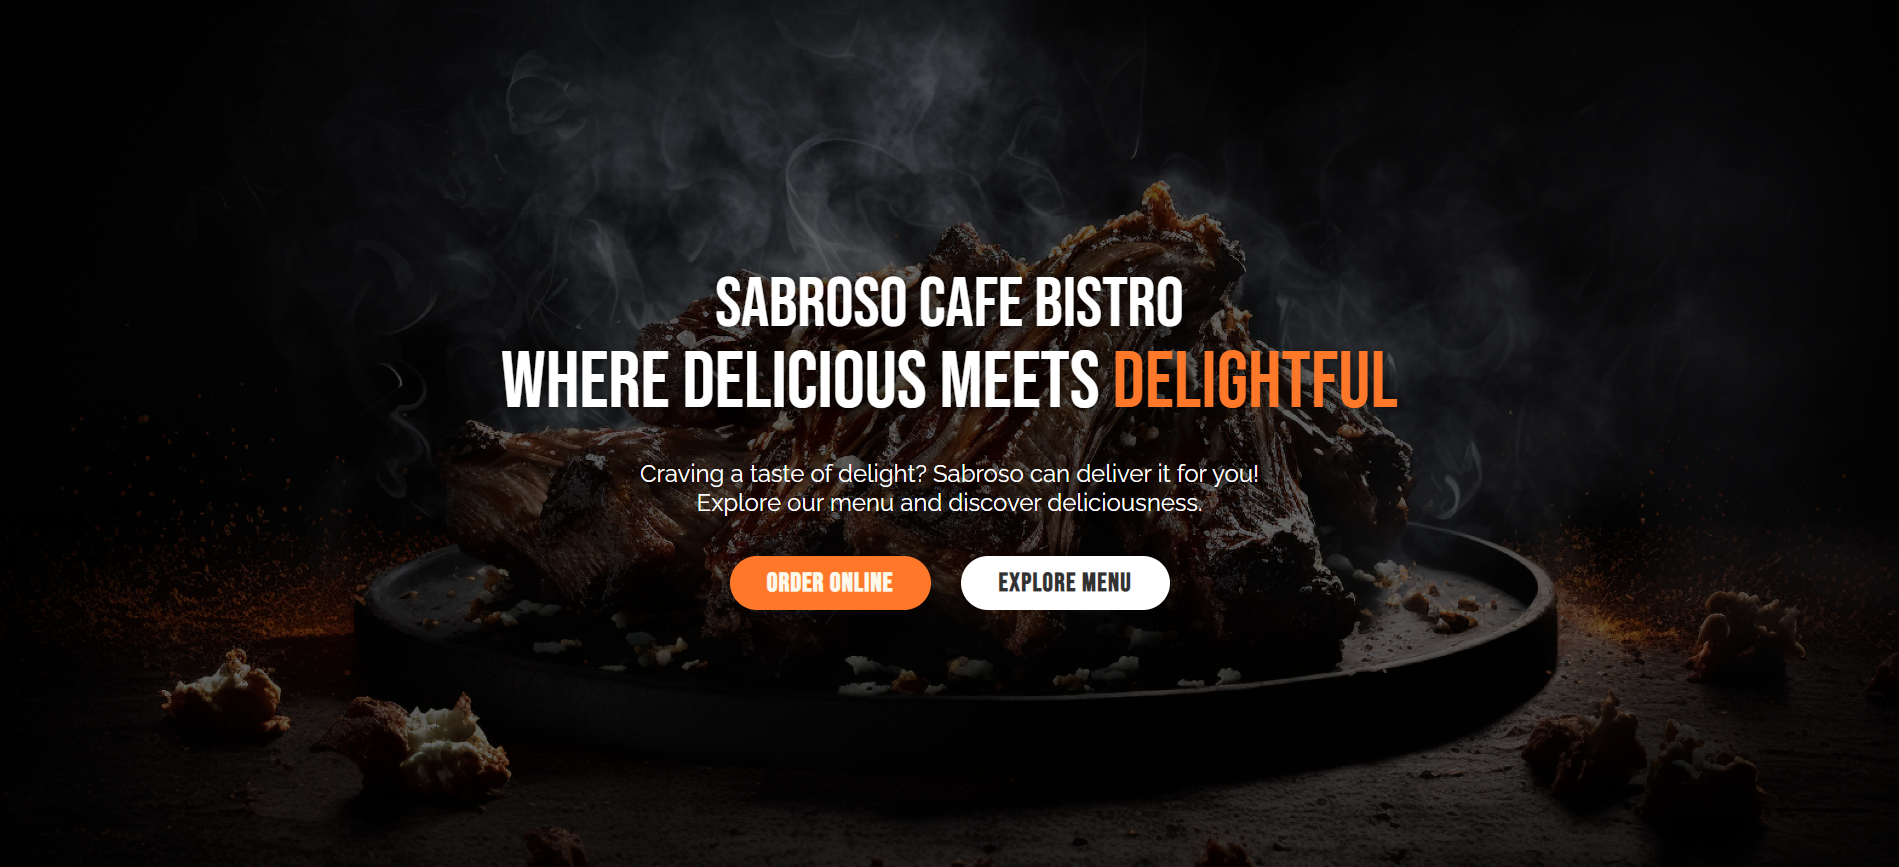 SABROSO CAFE BISTRO
WHERE DELICIOUS MEETS DELIGHTFUL
Craving a taste of delight? Sabroso can deliver it for you!
Explore our menu and discover deliciousness.
ORDER ONLINE
EXPLORE MENU